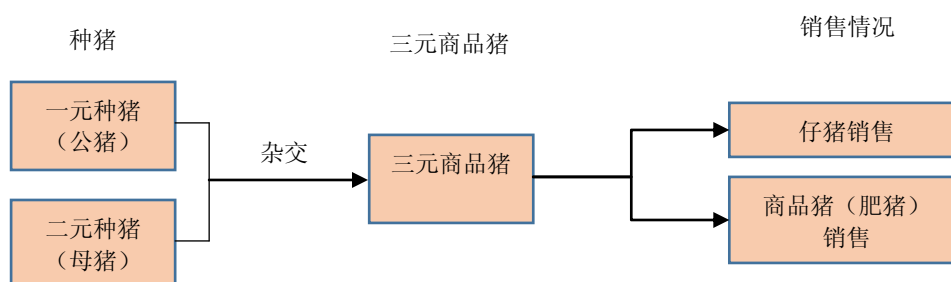 种猪
三元商品猪
销售情况
一元种猪
（公猪）
杂交
三元商品猪
仔猪销售
二元种猪
（母猪）
商品猪（肥猪）
销售